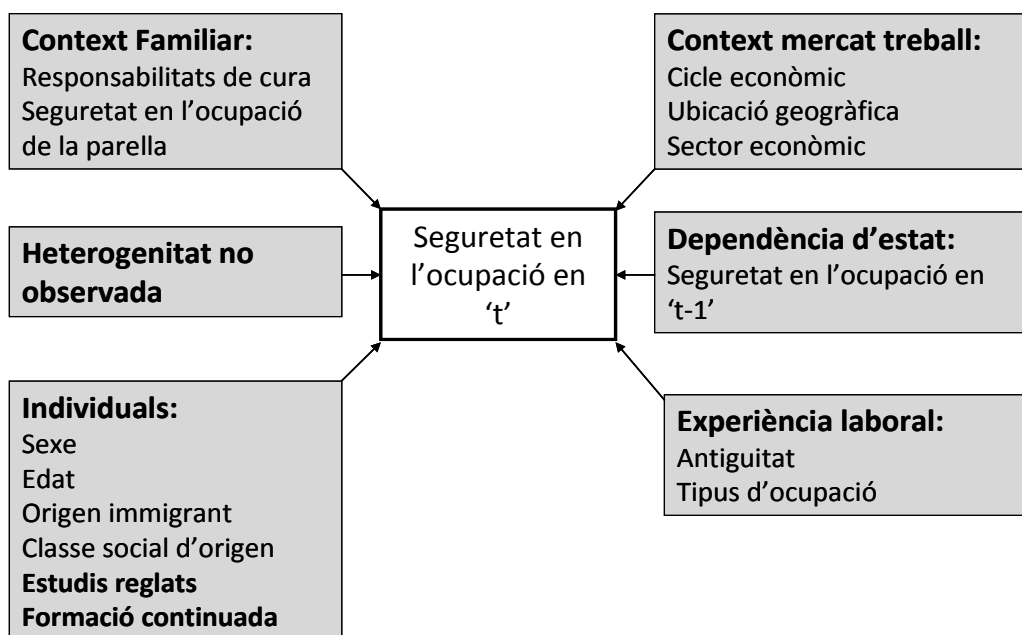 Context Familiar:
Responsabilitats de cura
Seguretat en l'ocupació
de la parella
Context mercat treball:
Cicle econòmic
Ubicació geogràfica
Sector econòmic
Heterogenitat no
observada
Seguretat en
l'ocupació en
‘t’
Dependència d'estat:
Seguretat en l'ocupació en
‘t-1’
Individuals:
Sexe
Edat
Origen immigrant
Classe social d'origen
Estudis reglats
Formació continuada
Experiència laboral:
Antiguitat
Tipus d'ocupació